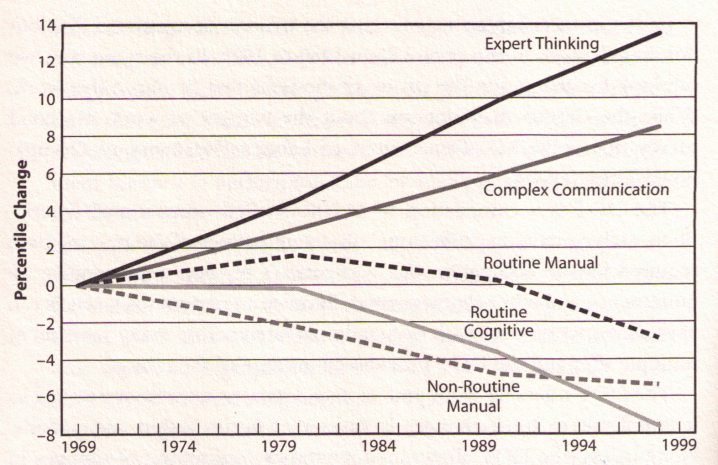 14
12
10
8
6
4
2
0
−2
−4
−6
−8
Percentile Change
Expert Thinking
Complex Communication
Routine Manual
Routine
Cognitive
Non-Routine
Manual
1969
1974
1979
1984
1989
1994
1999